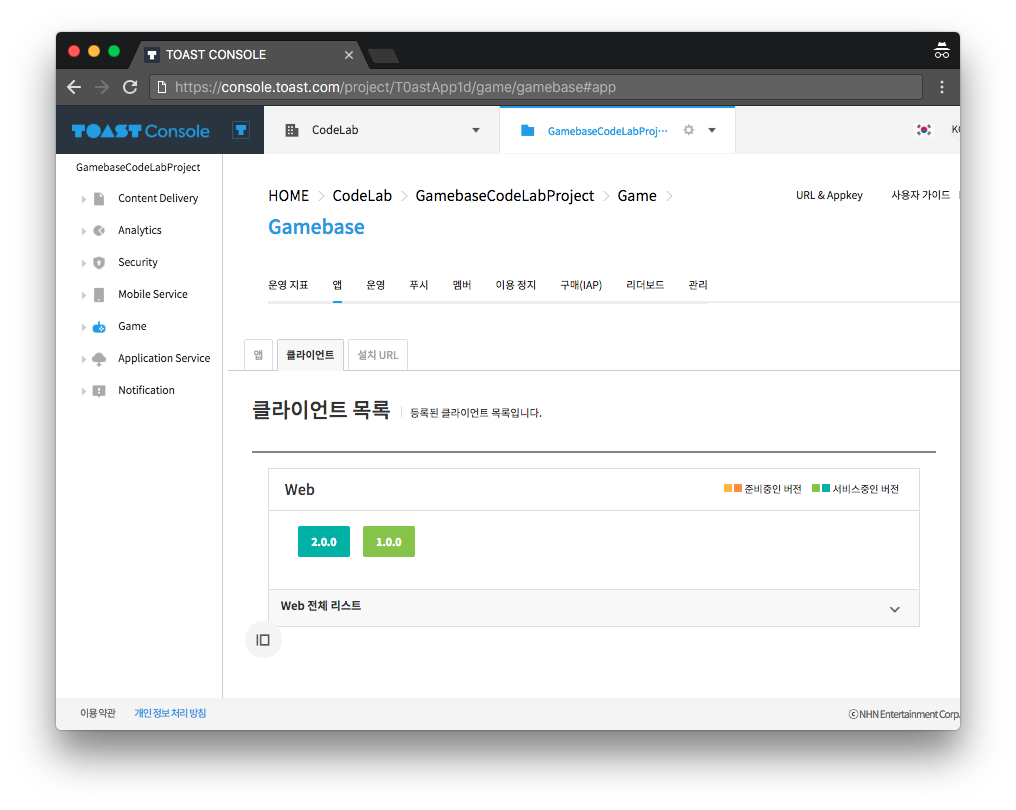 TOAST CONSOLE
https://console.toast.com/project/T0astApp1d/game/gamebase#app
TOAST Console
CodeLab
GamebaseCodeLabProj···
GamebaseCodeLabProject
Content Delivery
Analytics
Security
Mobile Service
Game
Application Service
Notification
HOME CodeLab GamebaseCodeLabProject Game
Gamebase
URL & Appkey 사용자 가이드
운영 지표 앱 운영 푸시 멤버 이용 정지 구매(IAP) 리더보드 관리
앱 클라이언트 설치 URL
클라이언트 목록 등록된 클라이언트 목록입니다.
Web 준비중인 버전 서비스중인 버전
2.0.0 1.0.0
Web 전체 리스트
이용약관 개인정보처리방침
ⓒNHN Entertainment Corp.